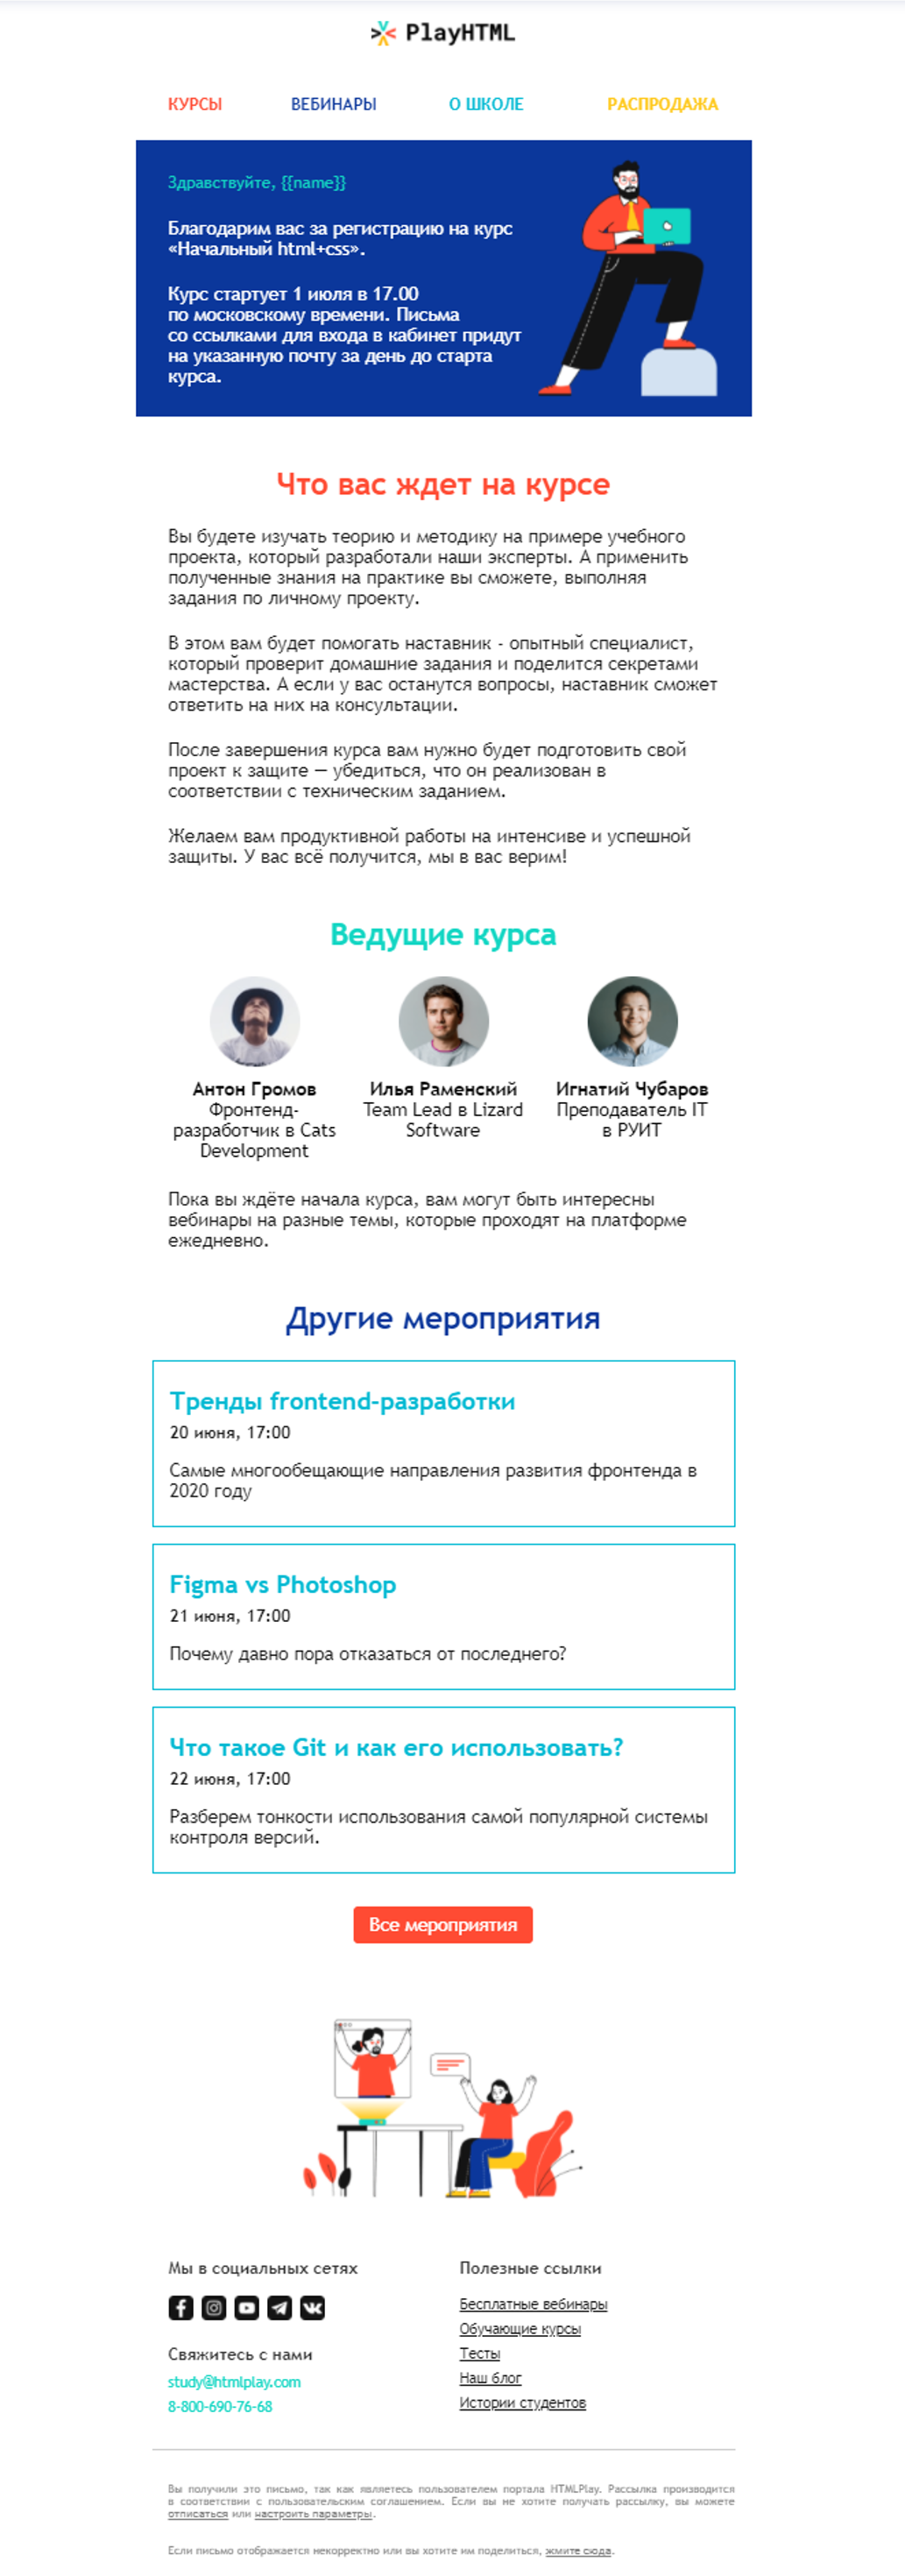 PlayHTML
КУРСЫ ВЕБИНАРЫ О ШКОЛЕ РАСПРОДАЖА
Здравствуйте, {{name}}
Благодарим вас за регистрацию на курс
«Начальный html+css».
Курс стартует 1 июля в 17.00
по московскому времени. Письма
со ссылками для входа в кабинет придут
на указанную почту за день до старта
курса.
Что вас ждет на курсе
Вы будете изучать теорию и методику на примере учебного
проекта, который разработали наши эксперты. А применить
полученные знания на практике вы сможете, выполняя
задания по личному проекту.
В этом вам будет помогать наставник - опытный специалист,
который проверит домашние задания и поделится секретами
мастерства. А если у вас останутся вопросы, наставник сможет
ответить на них на консультации.
После завершения курса вам нужно будет подготовить свой
проект к защите — убедиться, что он реализован в
соответствии с техническим заданием.
Желаем вам продуктивной работы на интенсиве и успешной
защиты. У вас всё получится, мы в вас верим!
Ведущие курса
Антон Громов
Фронтенд-
разработчик в Cats
Development
Илья Раменский
Team Lead в Lizard
Software
Игнатий Чубаров
Преподаватель IT
в РУИТ
Пока вы ждёте начала курса, вам могут быть интересны
вебинары на разные темы, которые проходят на платформе
ежедневно.
Другие мероприятия
Тренды frontend-разработки
20 июня, 17:00
Самые многообещающие направления развития фронтенда в
2020 году
Figma vs Photoshop
21 июня, 17:00
Почему давно пора отказаться от последнего?
Что такое Git и как его использовать?
22 июня, 17:00
Разберем тонкости использования самой популярной системы
контроля версий.
Все мероприятия
Мы в социальных сетях
Свяжитесь с нами
study@htmlplay.com
8-800-690-76-68
Полезные ссылки
Бесплатные вебинары
Обучающие курсы
Тесты
Наш блог
Истории студентов
Вы получили это письмо, так как являетесь пользователем портала HTMLPlay. Рассылка производится
в соответствии с пользовательским соглашением. Если вы не хотите получать рассылку, вы можете
отписаться или настроить параметры.
Если письмо отображается некорректно или вы хотите им поделиться, жмите сюда.